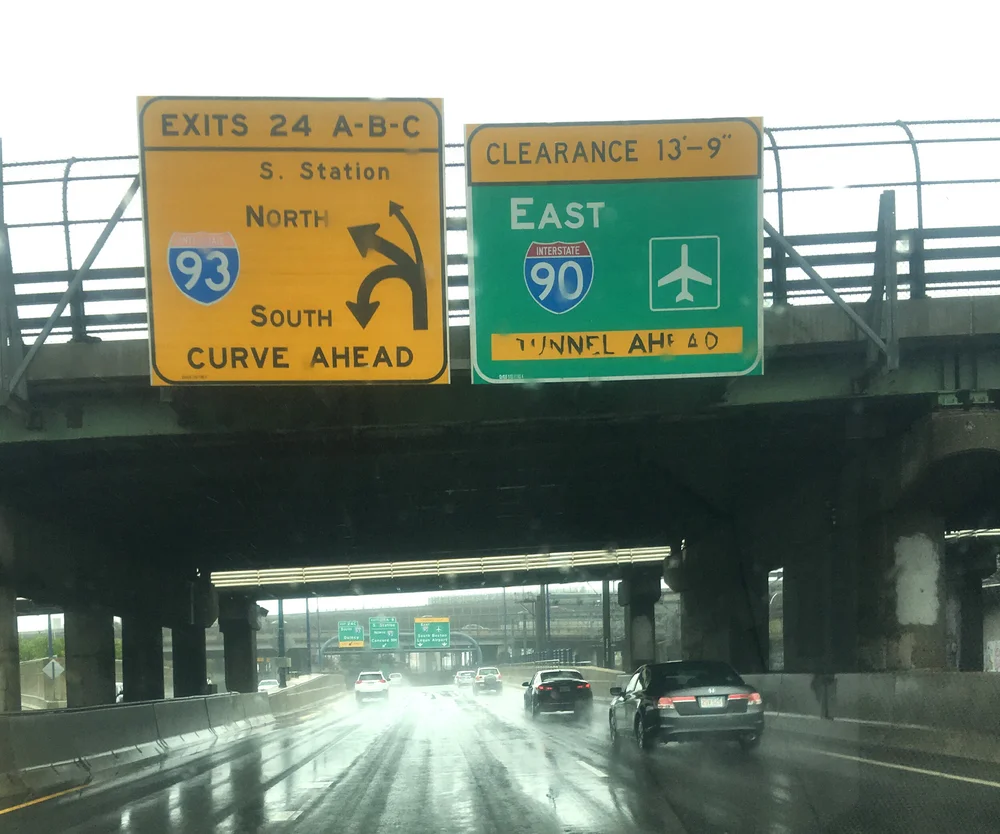 EXITS 24 A-B-C
S. Station
NORTH
93
SOUTH
CURVE AHEAD
CLEARANCE 13'-9"
EAST
INTERSTATE
90
TUNNEL AHEAD